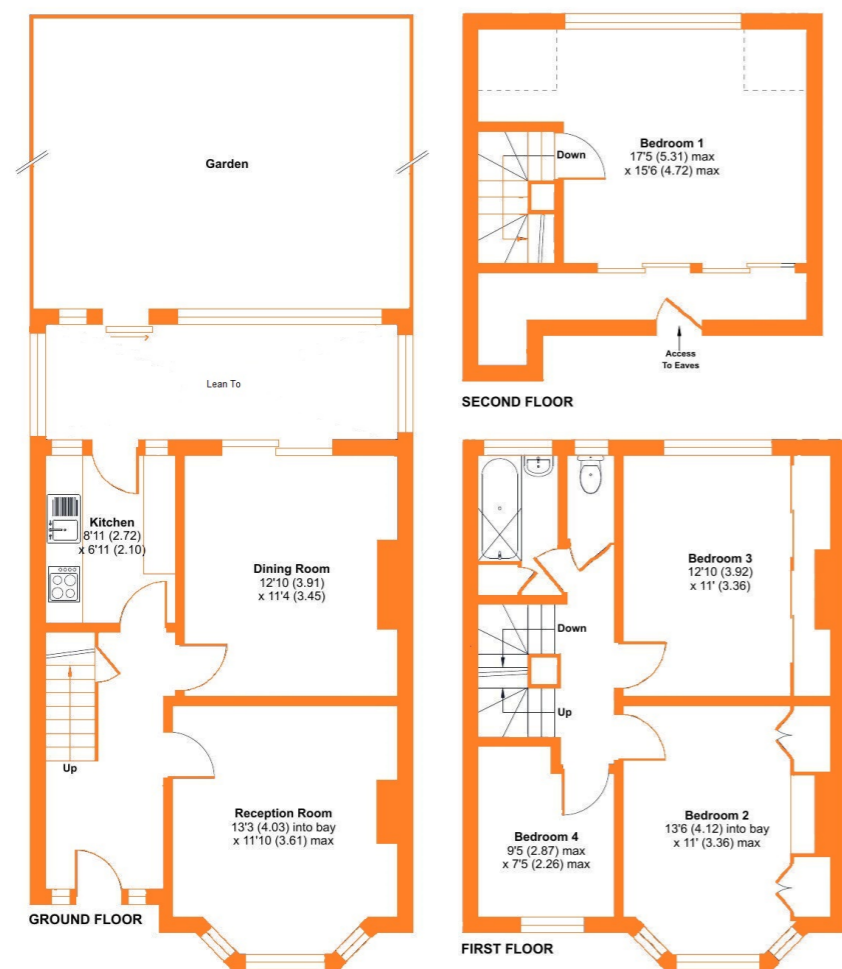 Garden
Lean To
Kitchen
8'11 (2.72)
x 6'11 (2.10)
Dining Room
12'10 (3.91)
x 11'4 (3.45)
Up
Reception Room
13'3 (4.03) into bay
x 11'10 (3.61) max
GROUND FLOOR
Bedroom 1
17'5 (5.31) max
x 15'6 (4.72) max
Down
Access
To Eaves
SECOND FLOOR
Bedroom 3
12'10 (3.92)
x 11' (3.36)
Down
Up
Bedroom 2
13'6 (4.12) into bay
x 11' (3.36) max
Bedroom 4
9'5 (2.87) max
x 7'5 (2.26) max
FIRST FLOOR